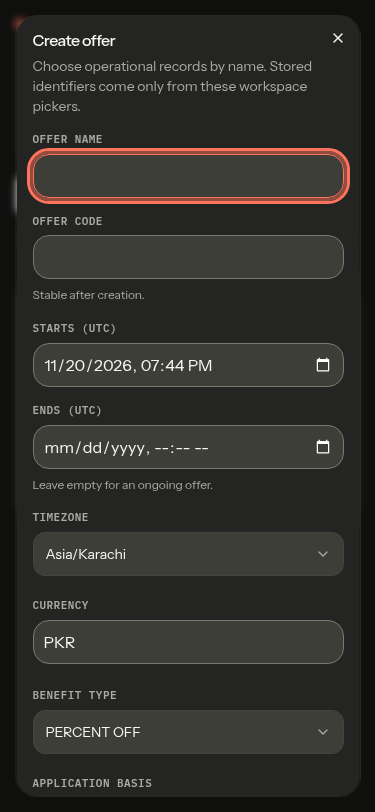 Create offer
Choose operational records by name. Stored
identifiers come only from these workspace
pickers.
OFFER NAME
OFFER CODE
Stable after creation.
STARTS (UTC)
11/20/2026, 07:44 PM
ENDS (UTC)
mm/dd/yyyy, --:-- --
Leave empty for an ongoing offer.
TIMEZONE
Asia/Karachi
CURRENCY
PKR
BENEFIT TYPE
PERCENT OFF
APPLICATION BASIS